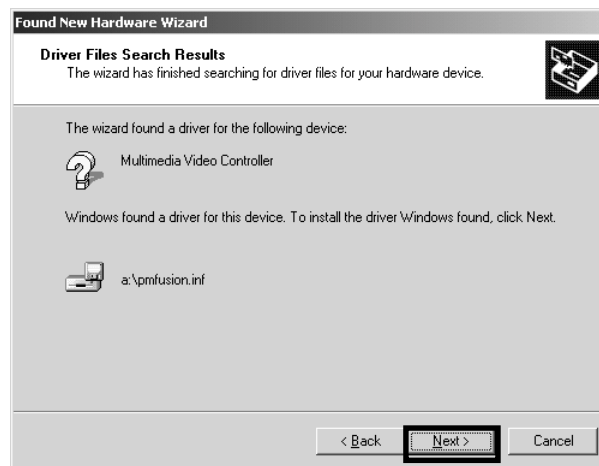 Found New Hardware Wizard
Driver Files Search Results
The wizard has finished searching for driver files for your hardware device.
The wizard found a driver for the following device:
Multimedia Video Controller
Windows found a driver for this device. To install the driver Windows found, click Next.
a:\pmfusion.inf
< Back Next > Cancel